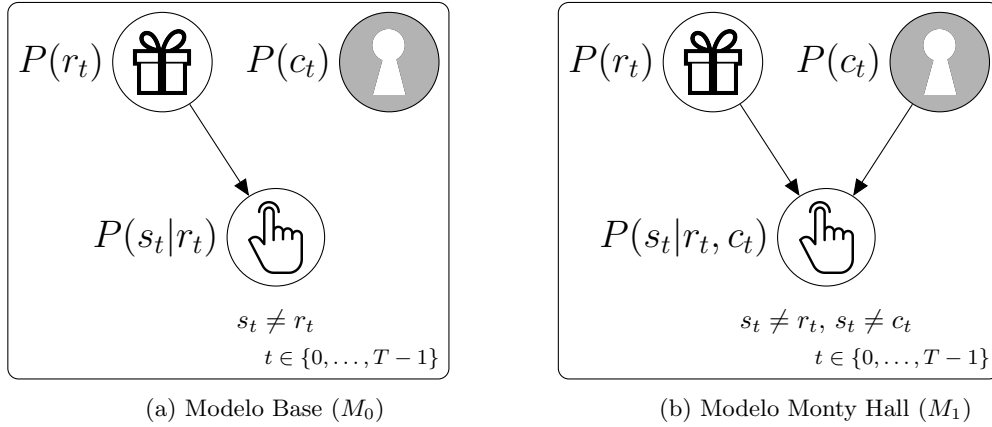 P(r_t) P(c_t)
P(s_t|r_t)
s_t ≠ r_t
t ∈ {0, …, T − 1}
(a) Modelo Base (M_0)
P(r_t) P(c_t)
P(s_t|r_t, c_t)
s_t ≠ r_t, s_t ≠ c_t
t ∈ {0, …, T − 1}
(b) Modelo Monty Hall (M_1)